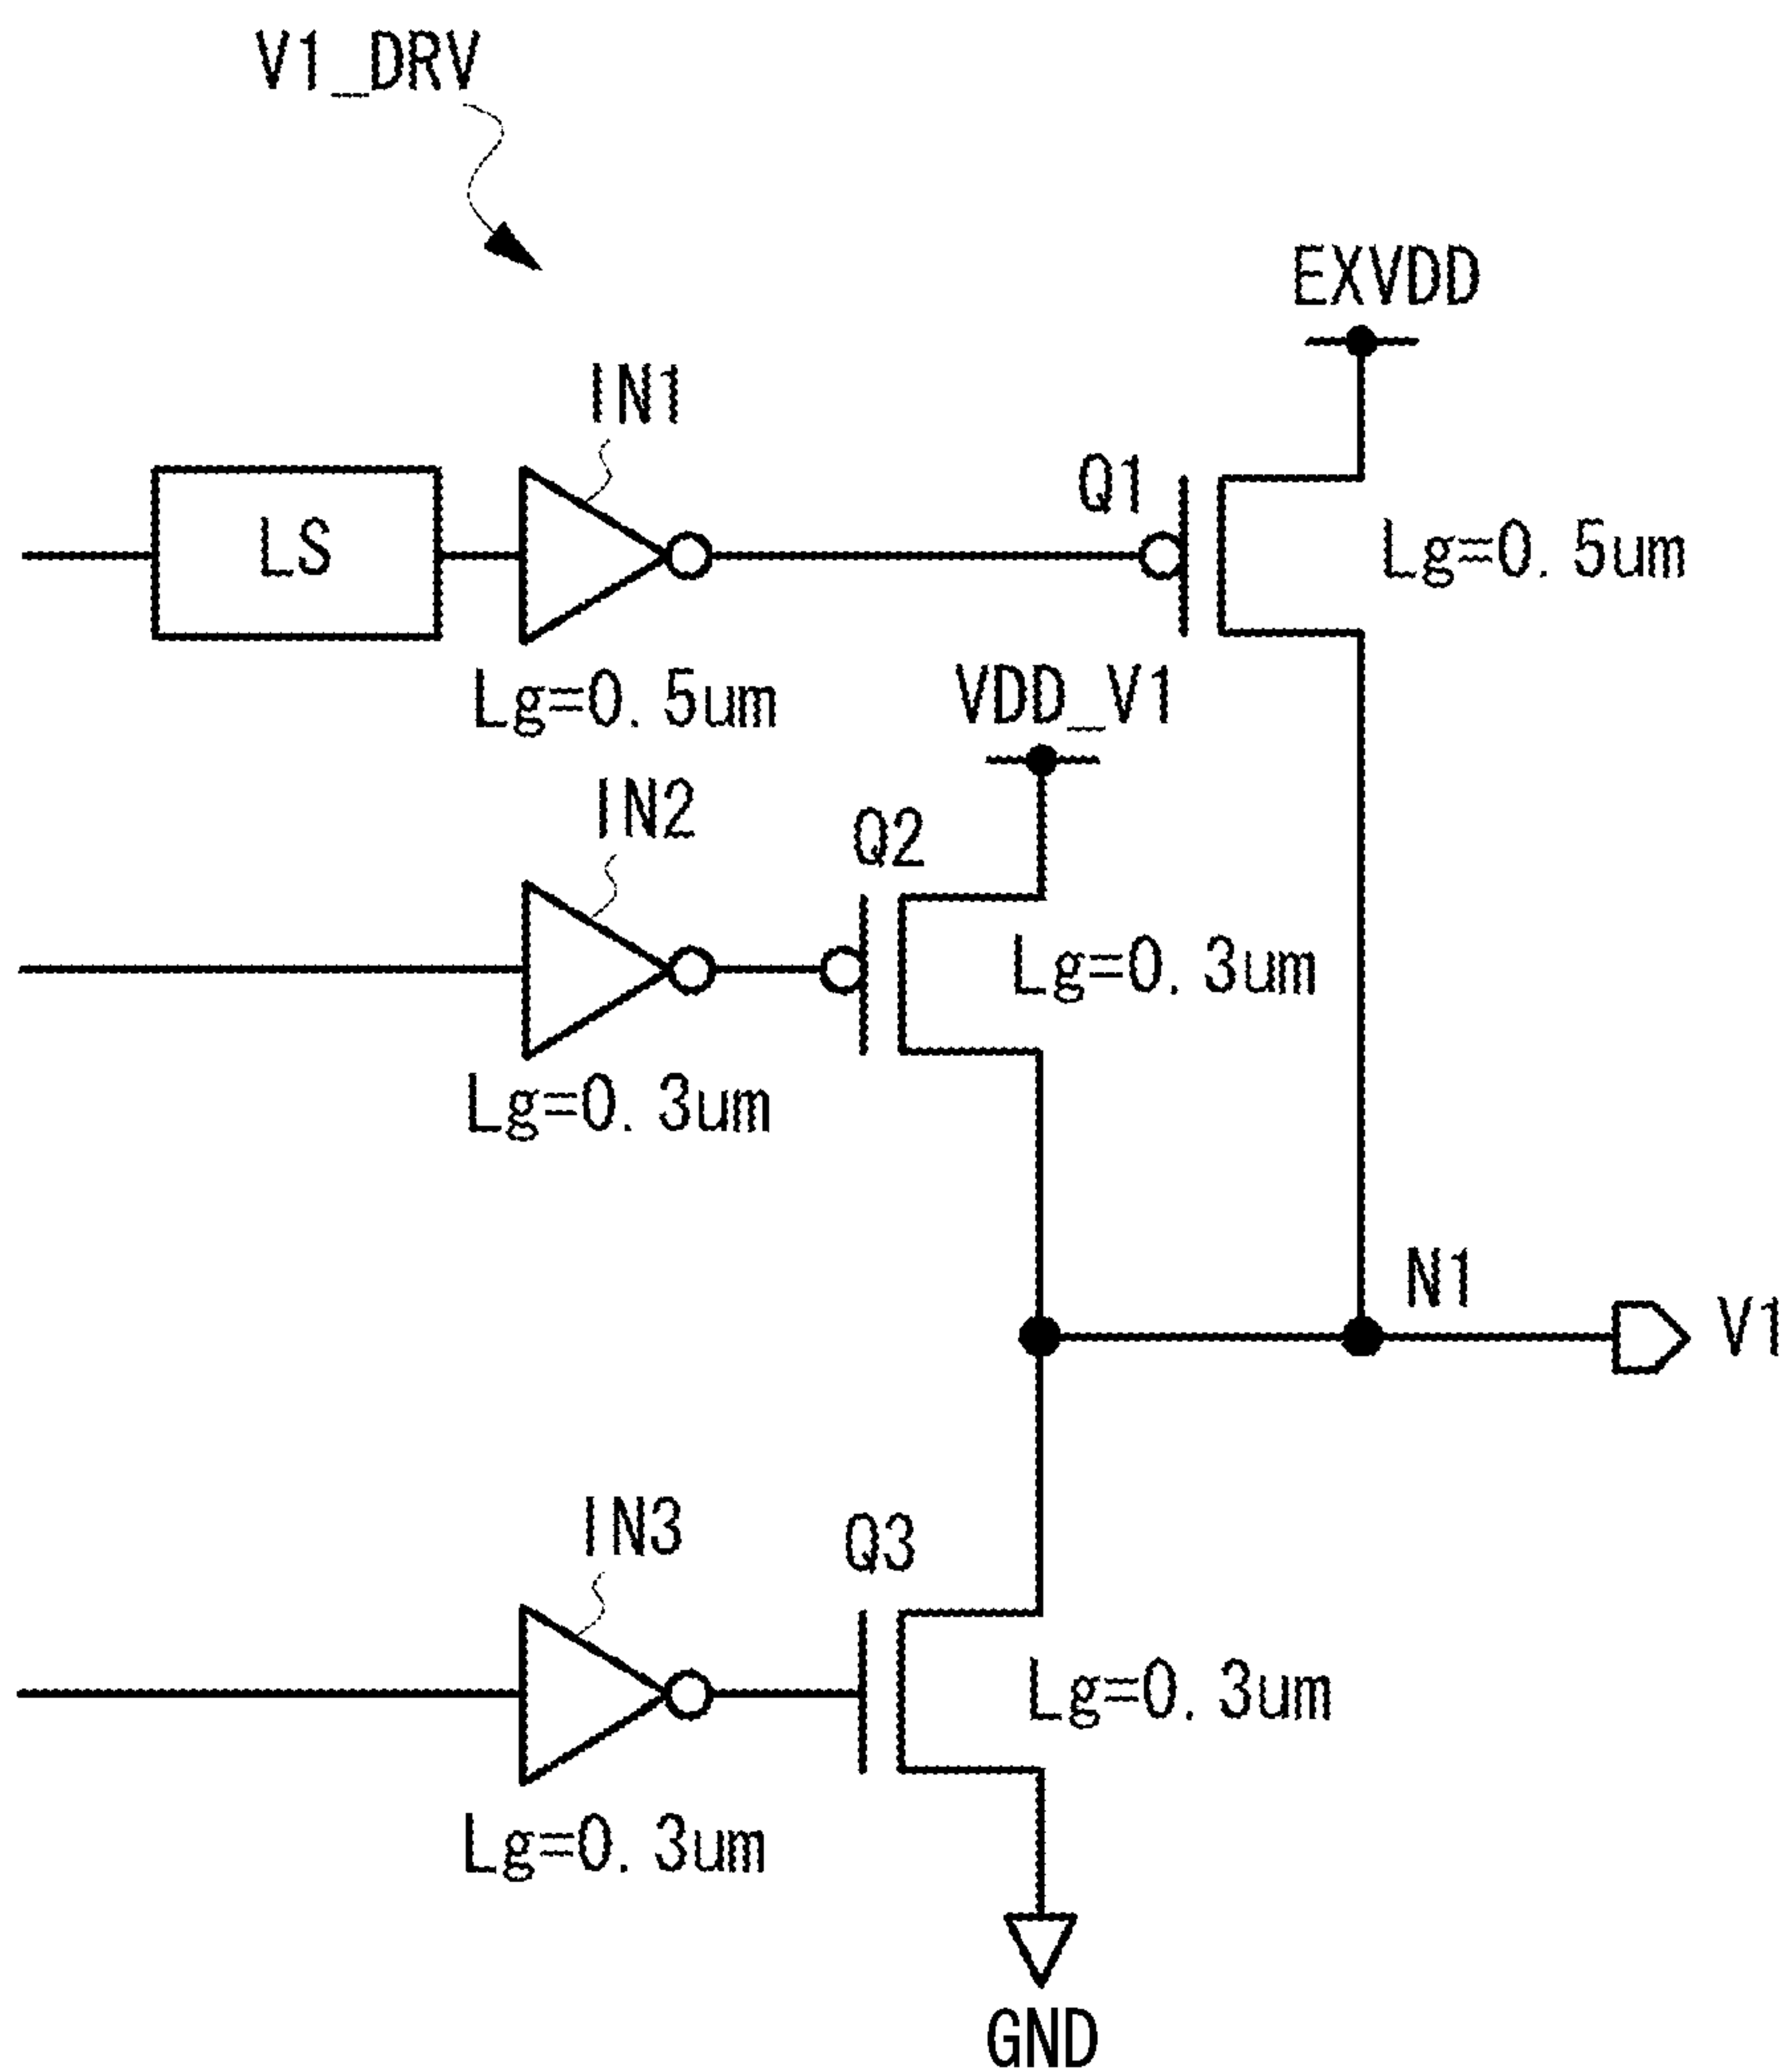 V1_DRV
EXVDD
IN1
Q1
LS
Lg=0.5um
Lg=0.5um
VDD_V1
IN2
Q2
Lg=0.3um
Lg=0.3um
N1
V1
IN3
Q3
Lg=0.3um
Lg=0.3um
GND